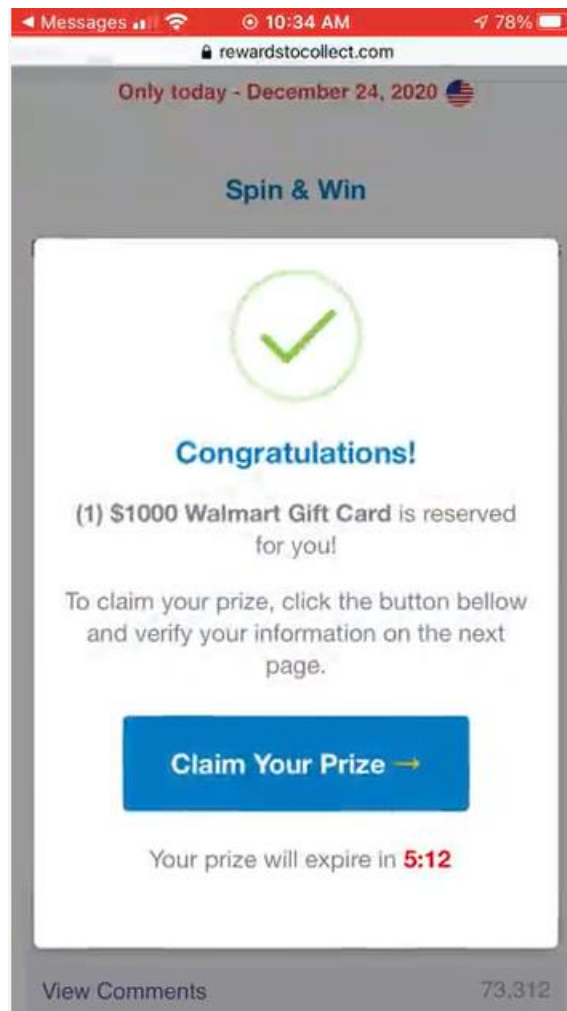 Messages 10:34 AM 78%
rewardstocollect.com
Only today - December 24, 2020
Spin & Win
Congratulations!
(1) $1000 Walmart Gift Card is reserved
for you!
To claim your prize, click the button bellow
and verify your information on the next
page.
Claim Your Prize →
Your prize will expire in 5:12
View Comments 73,312